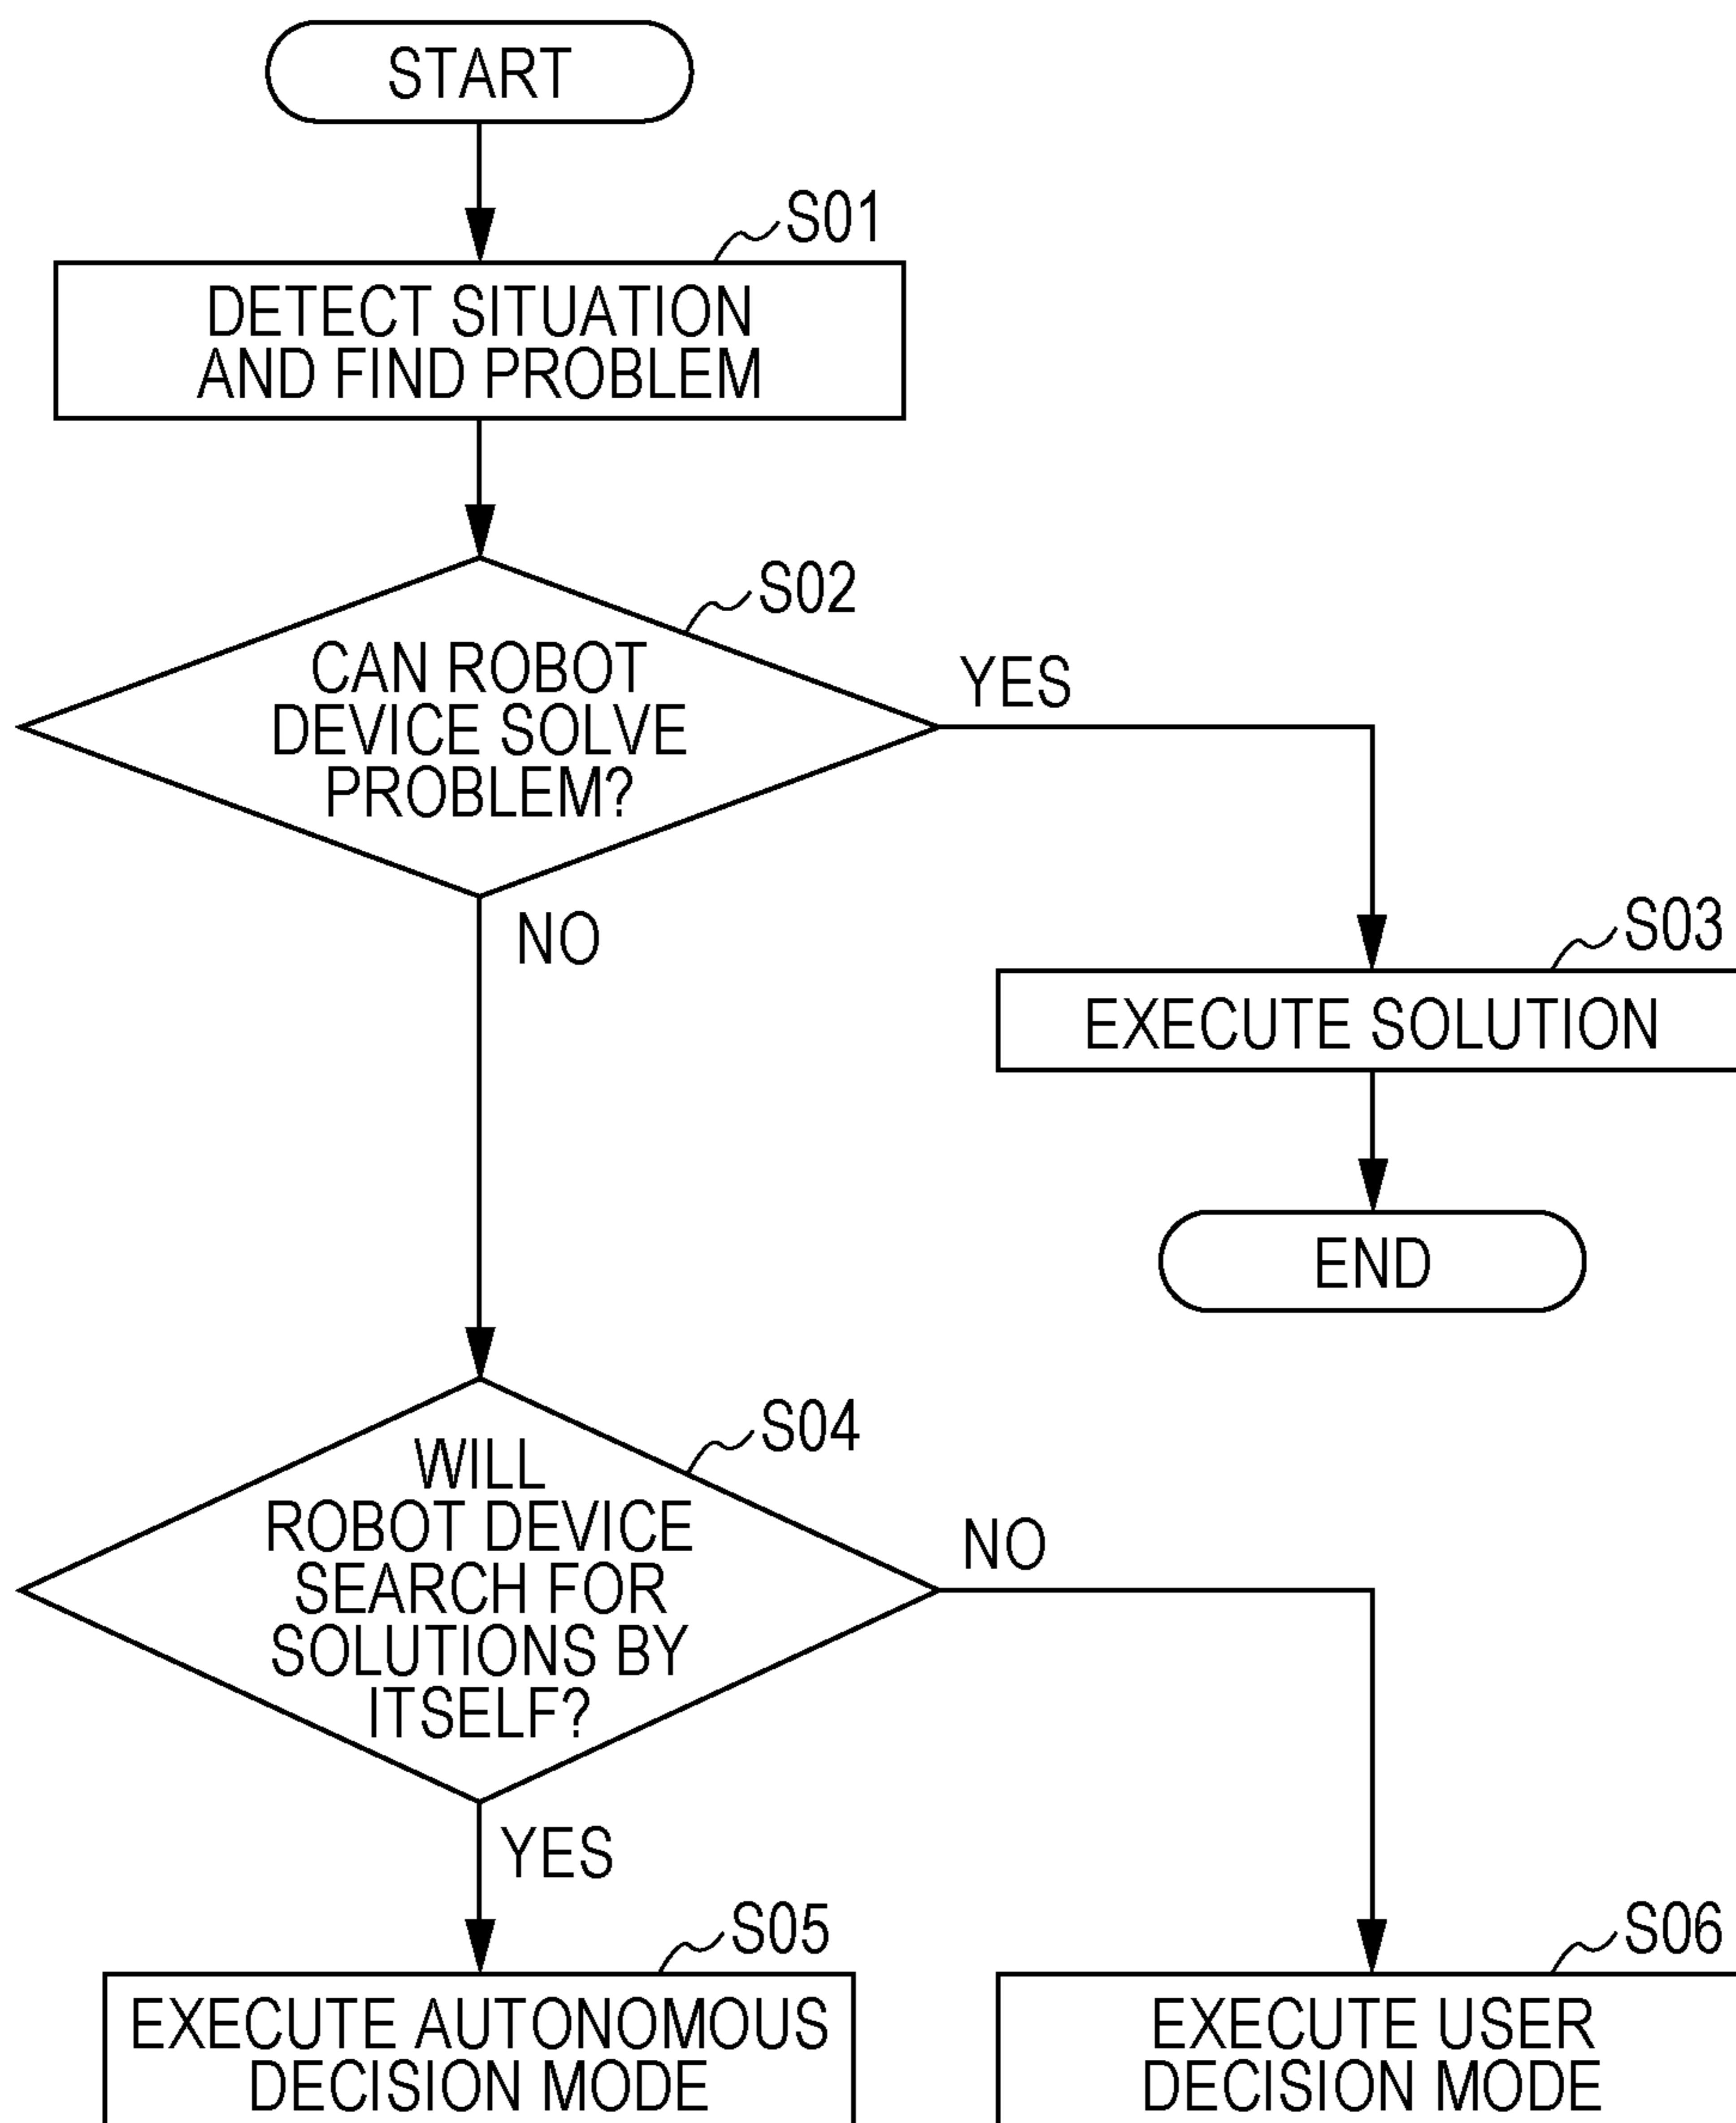 START
S01
DETECT SITUATION
AND FIND PROBLEM
S02
CAN ROBOT
DEVICE SOLVE
PROBLEM?
YES
NO
S03
EXECUTE SOLUTION
END
S04
WILL
ROBOT DEVICE
SEARCH FOR
SOLUTIONS BY
ITSELF?
NO
YES
S05
EXECUTE AUTONOMOUS
DECISION MODE
S06
EXECUTE USER
DECISION MODE